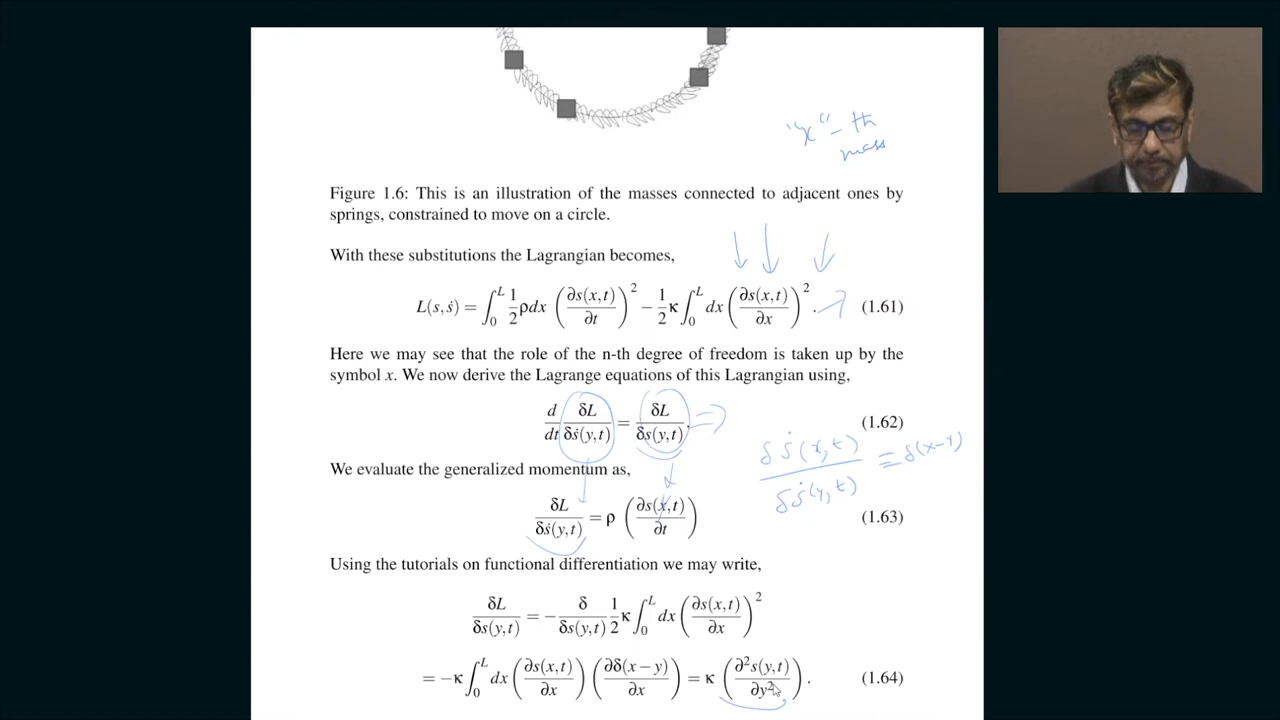 "x" - th
mass
Figure 1.6: This is an illustration of the masses connected to adjacent ones by
springs, constrained to move on a circle.
With these substitutions the Lagrangian becomes,
L(s,ṡ) = ∫₀ᴸ ½ρdx (∂s(x,t)/∂t)² − ½κ∫₀ᴸ dx (∂s(x,t)/∂x)². (1.61)
Here we may see that the role of the n-th degree of freedom is taken up by the
symbol x. We now derive the Lagrange equations of this Lagrangian using,
d/dt δL/δṡ(y,t) = δL/δs(y,t). (1.62)
δṡ(x,t)/δṡ(y,t) = δ(x−y)
We evaluate the generalized momentum as,
δL/δṡ(y,t) = ρ (∂s(x,t)/∂t) (1.63)
Using the tutorials on functional differentiation we may write,
δL/δs(y,t) = − δ/δs(y,t) ½κ∫₀ᴸ dx (∂s(x,t)/∂x)²
= −κ∫₀ᴸ dx (∂s(x,t)/∂x) (∂δ(x−y)/∂x) = κ (∂²s(y,t)/∂y²). (1.64)